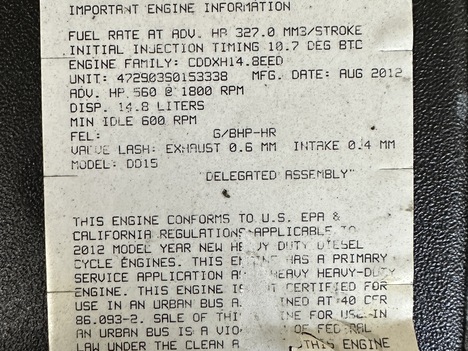 IMPORTANT ENGINE INFORMATION
FUEL RATE AT ADV. HP 327.0 MM3/STROKE
INITIAL INJECTION TIMING 10.7 DEG BTC
ENGINE FAMILY: CDDXH14.8EED
UNIT: 472903S0153338 MFG. DATE: AUG 2012
ADV. HP 560 @ 1800 RPM
DISP. 14.8 LITERS
MIN IDLE 600 RPM
FEL: G/BHP-HR
VALVE LASH: EXHAUST 0.6 MM INTAKE 0.4 MM
MODEL: DD15
"DELEGATED ASSEMBLY"
THIS ENGINE CONFORMS TO U.S. EPA &
CALIFORNIA REGULATIONS APPLICABLE TO
2012 MODEL YEAR NEW HEAVY DUTY DIESEL
CYCLE ENGINES. THIS ENGINE HAS A PRIMARY
SERVICE APPLICATION AS HEAVY HEAVY-DUTY
ENGINE. THIS ENGINE IS NOT CERTIFIED FOR
USE IN AN URBAN BUS AS DEFINED AT 40 CFR
86.093-2. SALE OF THIS ENGINE FOR USE IN
AN URBAN BUS IS A VIO OF FEDERAL
LAW UNDER THE CLEAN A THIS ENGINE